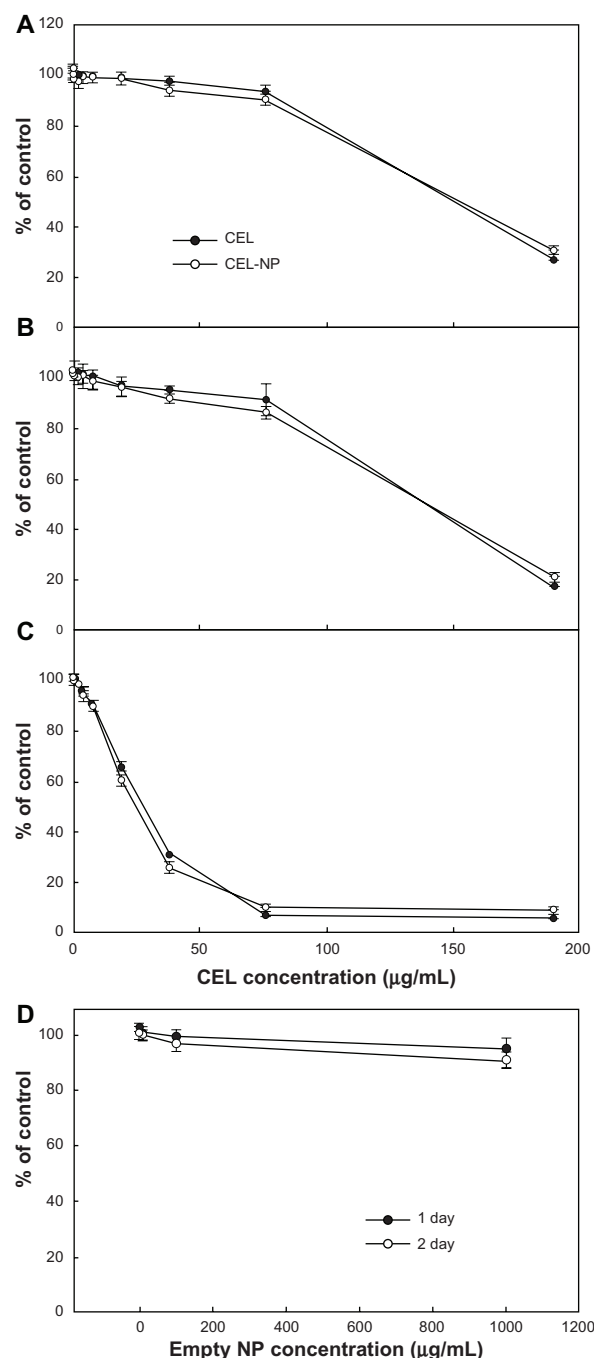 A
120
100
80
60
40
20
0
% of control
CEL
CEL-NP
B
100
80
60
40
20
0
% of control
C
100
80
60
40
20
0
% of control
0 50 100 150 200
CEL concentration (µg/mL)
D
100
80
60
40
20
0
% of control
1 day
2 day
0 200 400 600 800 1000 1200
Empty NP concentration (µg/mL)